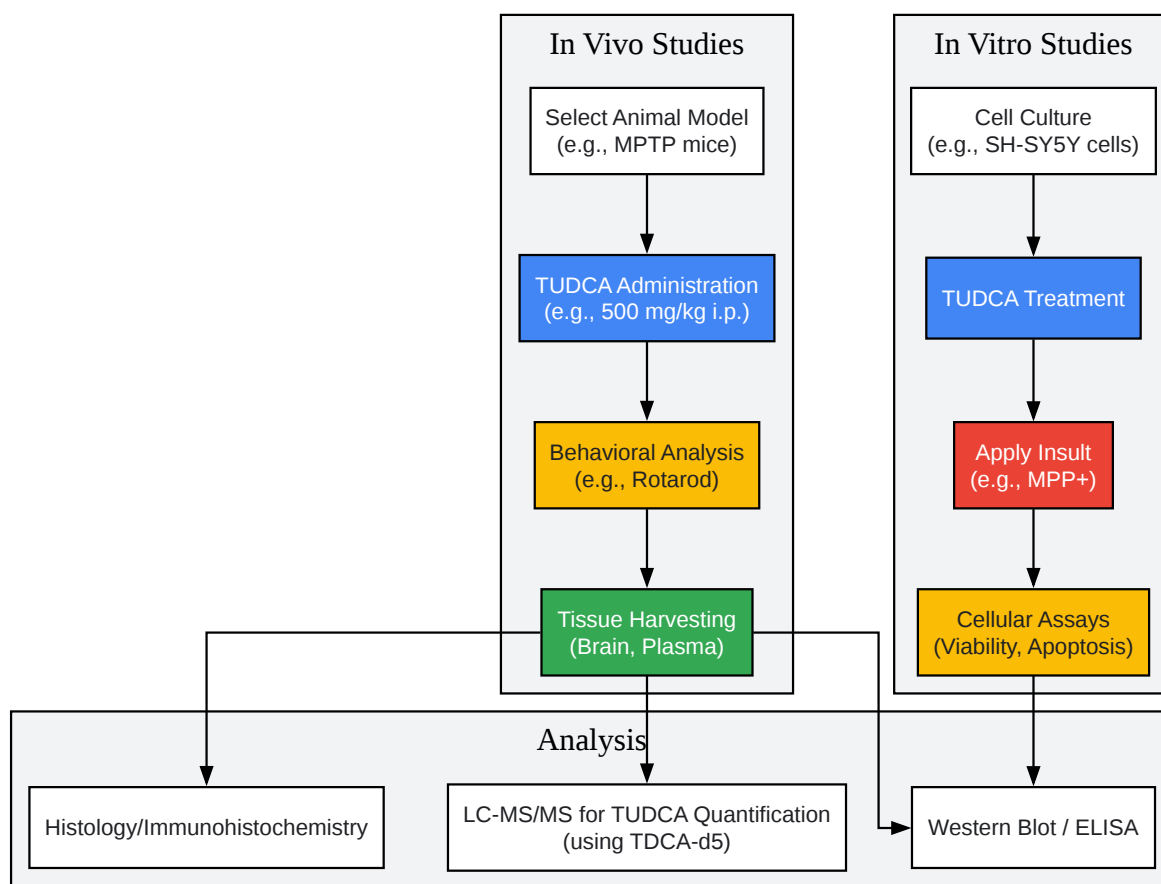 In Vivo Studies
Select Animal Model
(e.g., MPTP mice)
TUDCA Administration
(e.g., 500 mg/kg i.p.)
Behavioral Analysis
(e.g., Rotarod)
Tissue Harvesting
(Brain, Plasma)
In Vitro Studies
Cell Culture
(e.g., SH-SY5Y cells)
TUDCA Treatment
Apply Insult
(e.g., MPP+)
Cellular Assays
(Viability, Apoptosis)
Analysis
Histology/Immunohistochemistry
LC-MS/MS for TUDCA Quantification
(using TDCA-d5)
Western Blot / ELISA